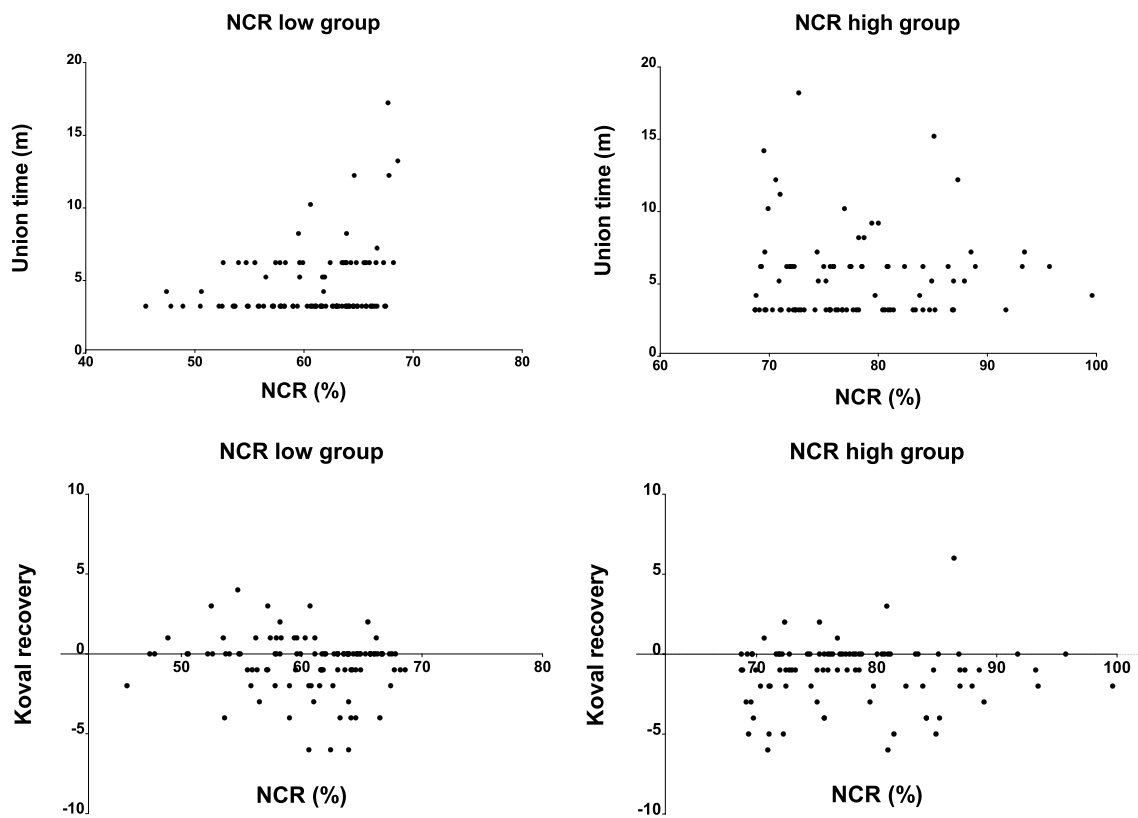 NCR low group
20
15
10
5
0
40 50 60 70 80
Union time (m)
NCR (%)
NCR high group
20
15
10
5
0
60 70 80 90 100
Union time (m)
NCR (%)
NCR low group
10
5
0
-5
-10
50 60 70 80
Koval recovery
NCR (%)
NCR high group
10
5
0
-5
-10
70 80 90 100
Koval recovery
NCR (%)